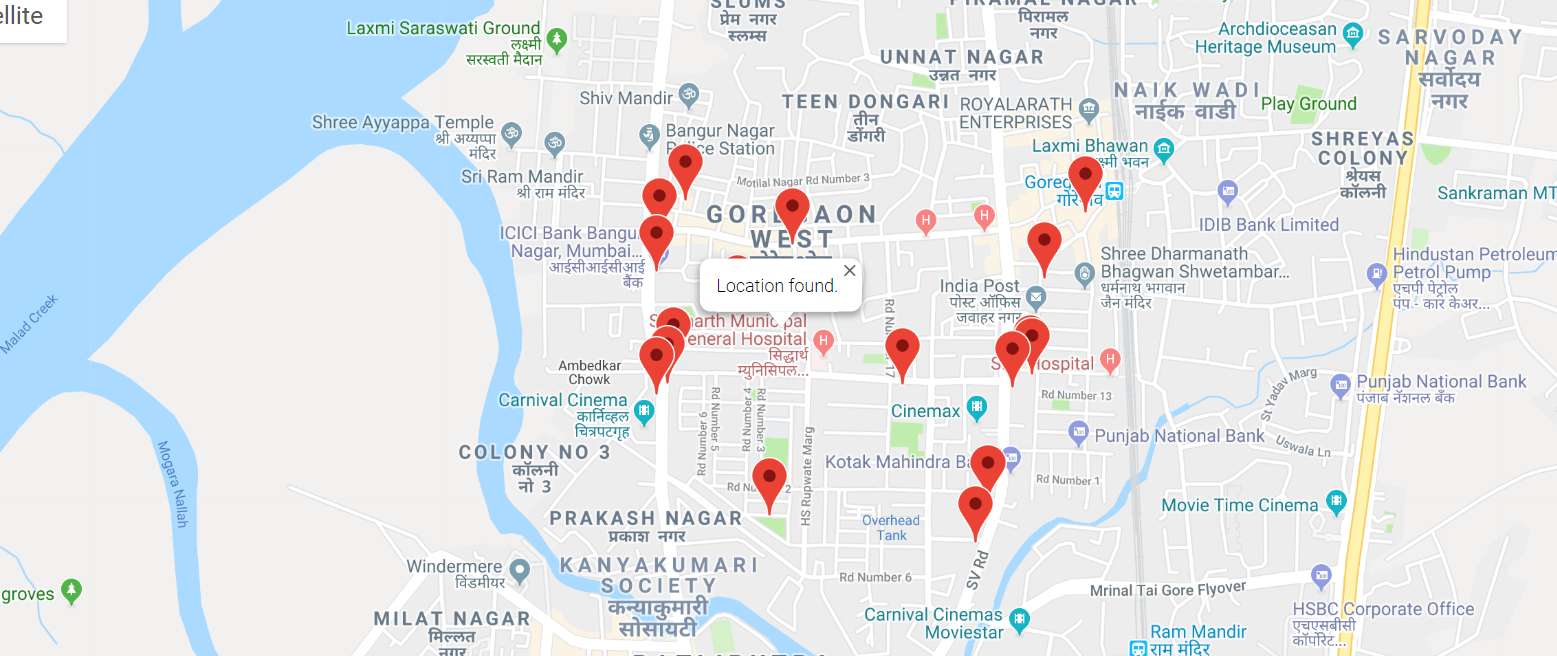 ellite
SLUMS
प्रेम नगर
स्लम्स
PIRAMAL NAGAR
पिरामल
नगर
Laxmi Saraswati Ground
लक्ष्मी
सरस्वती मैदान
Archdioceasan
Heritage Museum
SARVODAY
NAGAR
सर्वोदय
नगर
UNNAT NAGAR
उन्नत नगर
Shiv Mandir
TEEN DONGARI
तीन
डोंगरी
ROYALARATH
ENTERPRISES
NAIK WADI
नाईक वाडी
Play Ground
Shree Ayyappa Temple
श्री अय्यप्पा
मंदिर
Bangur Nagar
Police Station
SHREYAS
COLONY
श्रेयस
कॉलनी
Laxmi Bhawan
लक्ष्मी भवन
Sri Ram Mandir
श्री राम मंदिर
Motilal Nagar Rd Number 3
Goregaon
गोरेगाव
Sankraman MT
GOREGAON
WEST
IDIB Bank Limited
ICICI Bank Bangur
Nagar, Mumbai...
आईसीआईसीआई
बैंक
Shree Dharmanath
Bhagwan Shwetambar...
धर्मनाथ भगवान
जैन मंदिर
Hindustan Petroleum
Petrol Pump
एचपी पेट्रोल
पंप - कार केअर...
Location found.
India Post
पोस्ट ऑफिस
जवाहर नगर
Malad Creek
Siddharth Municipal
General Hospital
सिद्धार्थ
म्युनिसिपल...
Ambedkar
Chowk
Hospital
Carnival Cinema
कार्निव्हल
चित्रपटगृह
Rd Number 9
Rd Number 5
Rd Number 4
Rd Number 3
Cinemax
Rd Number 13
St Yadav Marg
Punjab National Bank
पंजाब नॅशनल बँक
Punjab National Bank
Uswala Ln
COLONY NO 3
कॉलनी
नो 3
Mogara Nallah
HS Rupwate Marg
Kotak Mahindra Ba
Rd Number 1
Movie Time Cinema
PRAKASH NAGAR
प्रकाश नगर
Overhead
Tank
SV Rd
Windermere
विंडमीयर
KANYAKUMARI
SOCIETY
कन्याकुमारी
सोसायटी
Rd Number 6
Mrinal Tai Gore Flyover
groves
MILAT NAGAR
मिल्लत
नगर
Carnival Cinemas
Moviestar
HSBC Corporate Office
एचएसबीसी
कॉर्पोरेट...
Ram Mandir
राम मंदिर